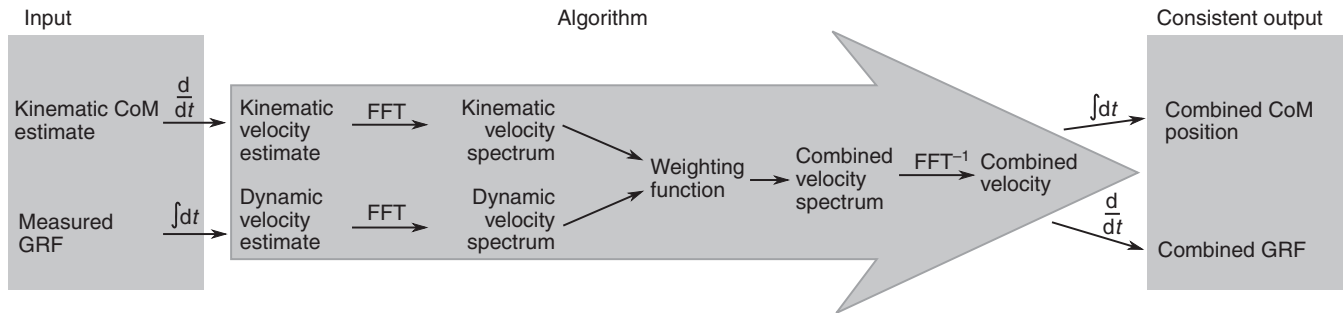 Input
Algorithm
Consistent output
Kinematic CoM
estimate
d
dt
Kinematic
velocity
estimate
FFT
Kinematic
velocity
spectrum
Measured
GRF
∫dt
Dynamic
velocity
estimate
FFT
Dynamic
velocity
spectrum
Weighting
function
Combined
velocity
spectrum
FFT⁻¹
Combined
velocity
∫dt
Combined CoM
position
d
dt
Combined GRF